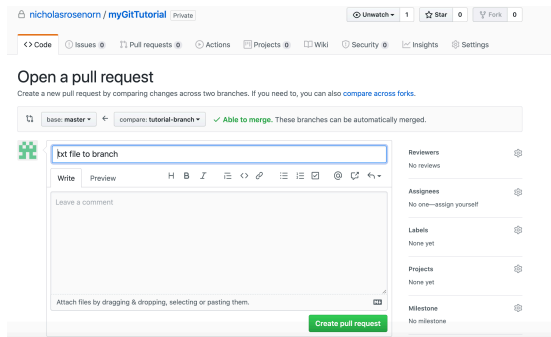 nicholasrosenorn / myGitTutorial Private
Unwatch 1 Star 0 Fork 0
Code Issues 0 Pull requests 0 Actions Projects 0 Wiki Security 0 Insights Settings
Open a pull request
Create a new pull request by comparing changes across two branches. If you need to, you can also compare across forks.
base: master compare: tutorial-branch Able to merge. These branches can be automatically merged.
txt file to branch
Write Preview
Leave a comment
Attach files by dragging & dropping, selecting or pasting them.
Create pull request
Reviewers
No reviews
Assignees
No one—assign yourself
Labels
None yet
Projects
None yet
Milestone
No milestone